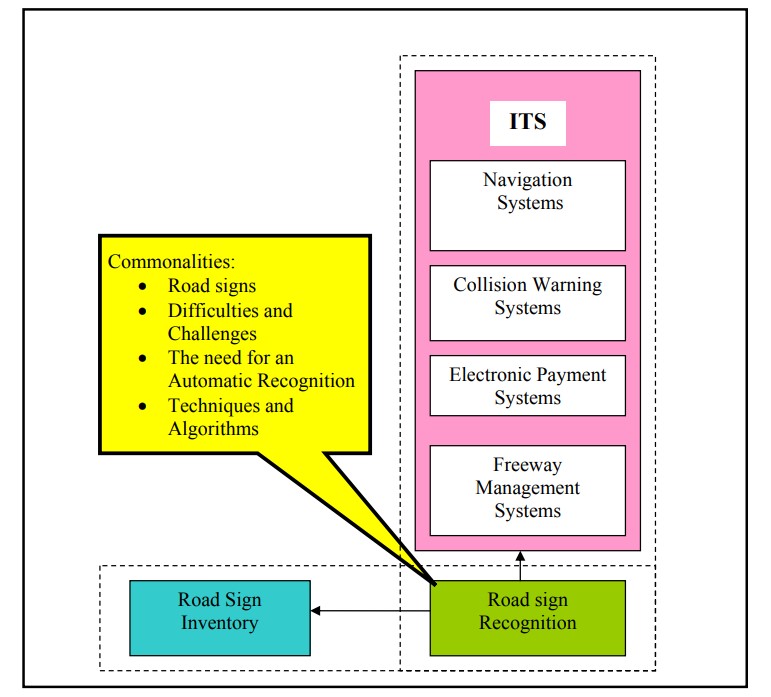 ITS
Navigation
Systems
Collision Warning
Systems
Electronic Payment
Systems
Freeway
Management
Systems
Commonalities:
• Road signs
• Difficulties and
Challenges
• The need for an
Automatic Recognition
• Techniques and
Algorithms
Road Sign
Inventory
Road sign
Recognition